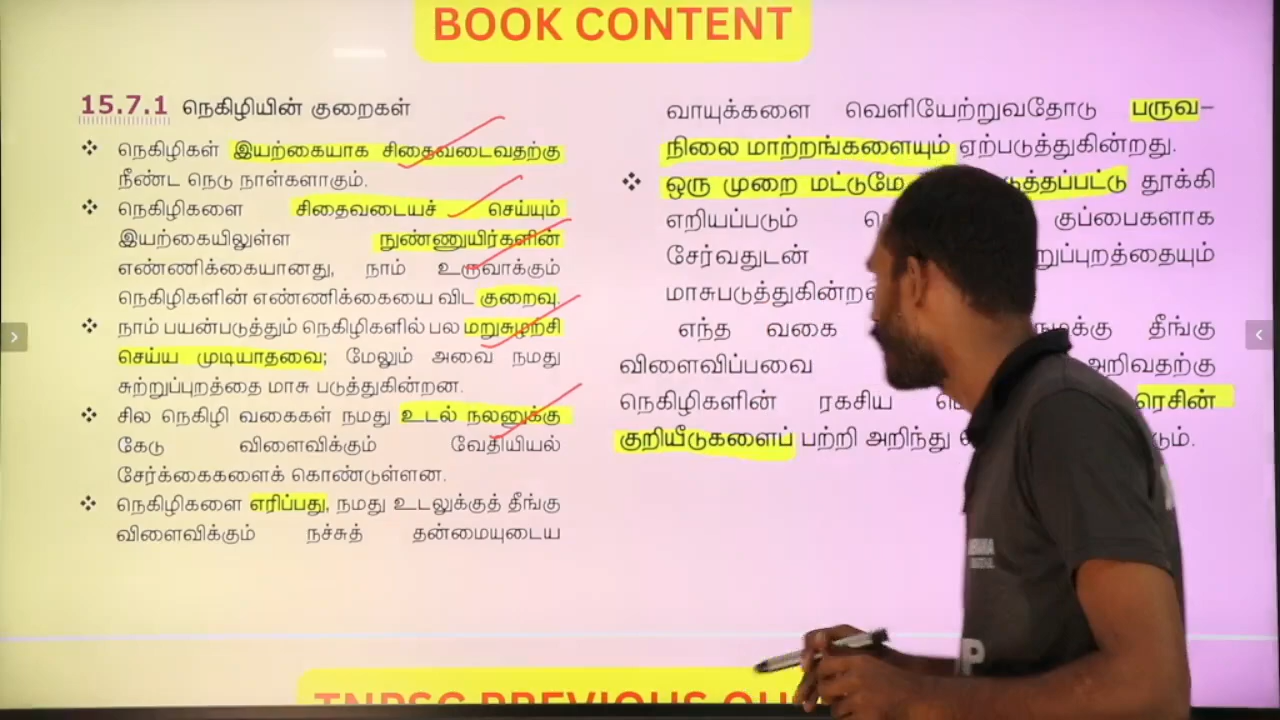 BOOK CONTENT
15.7.1 நெகிழியின் குறைகள்
❖ நெகிழிகள் இயற்கையாக சிதைவடைவதற்கு
நீண்ட நெடு நாள்களாகும்.
❖ நெகிழிகளை சிதைவடையச் செய்யும்
இயற்கையிலுள்ள நுண்ணுயிர்களின்
எண்ணிக்கையானது, நாம் உருவாக்கும்
நெகிழிகளின் எண்ணிக்கையை விட குறைவு.
❖ நாம் பயன்படுத்தும் நெகிழிகளில் பல மறுசுழற்சி
செய்ய முடியாதவை; மேலும் அவை நமது
சுற்றுப்புறத்தை மாசு படுத்துகின்றன.
❖ சில நெகிழி வகைகள் நமது உடல் நலனுக்கு
கேடு விளைவிக்கும் வேதியியல்
சேர்க்கைகளைக் கொண்டுள்ளன.
❖ நெகிழிகளை எரிப்பது, நமது உடலுக்குத் தீங்கு
விளைவிக்கும் நச்சுத் தன்மையுடைய
வாயுக்களை வெளியேற்றுவதோடு பருவ–
நிலை மாற்றங்களையும் ஏற்படுத்துகின்றது.
❖ ஒரு முறை மட்டுமே தூக்கி
எறியப்படும் குப்பைகளாக
சேர்வதுடன்
எந்த வகை தீங்கு
விளைவிப்பவை அறிவதற்கு
நெகிழிகளின் ரகசிய ரெசின்
குறியீடுகளைப் பற்றி அறிந்து
TNPSC PREVIOUS